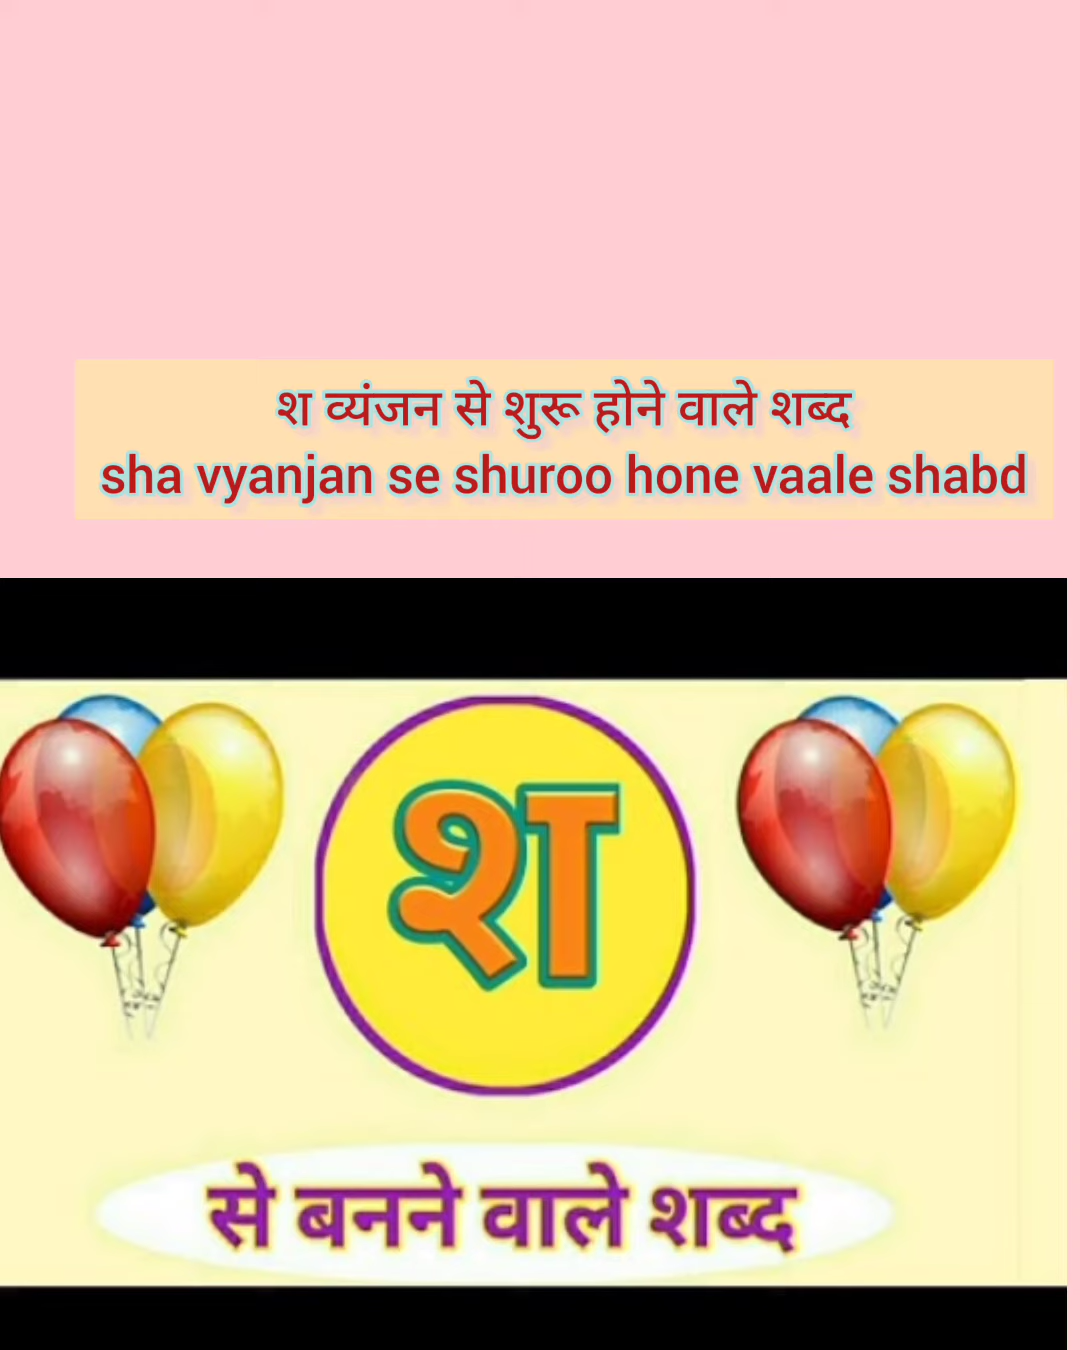 श व्यंजन से शुरू होने वाले शब्द
sha vyanjan se shuroo hone vaale shabd
श
से बनने वाले शब्द